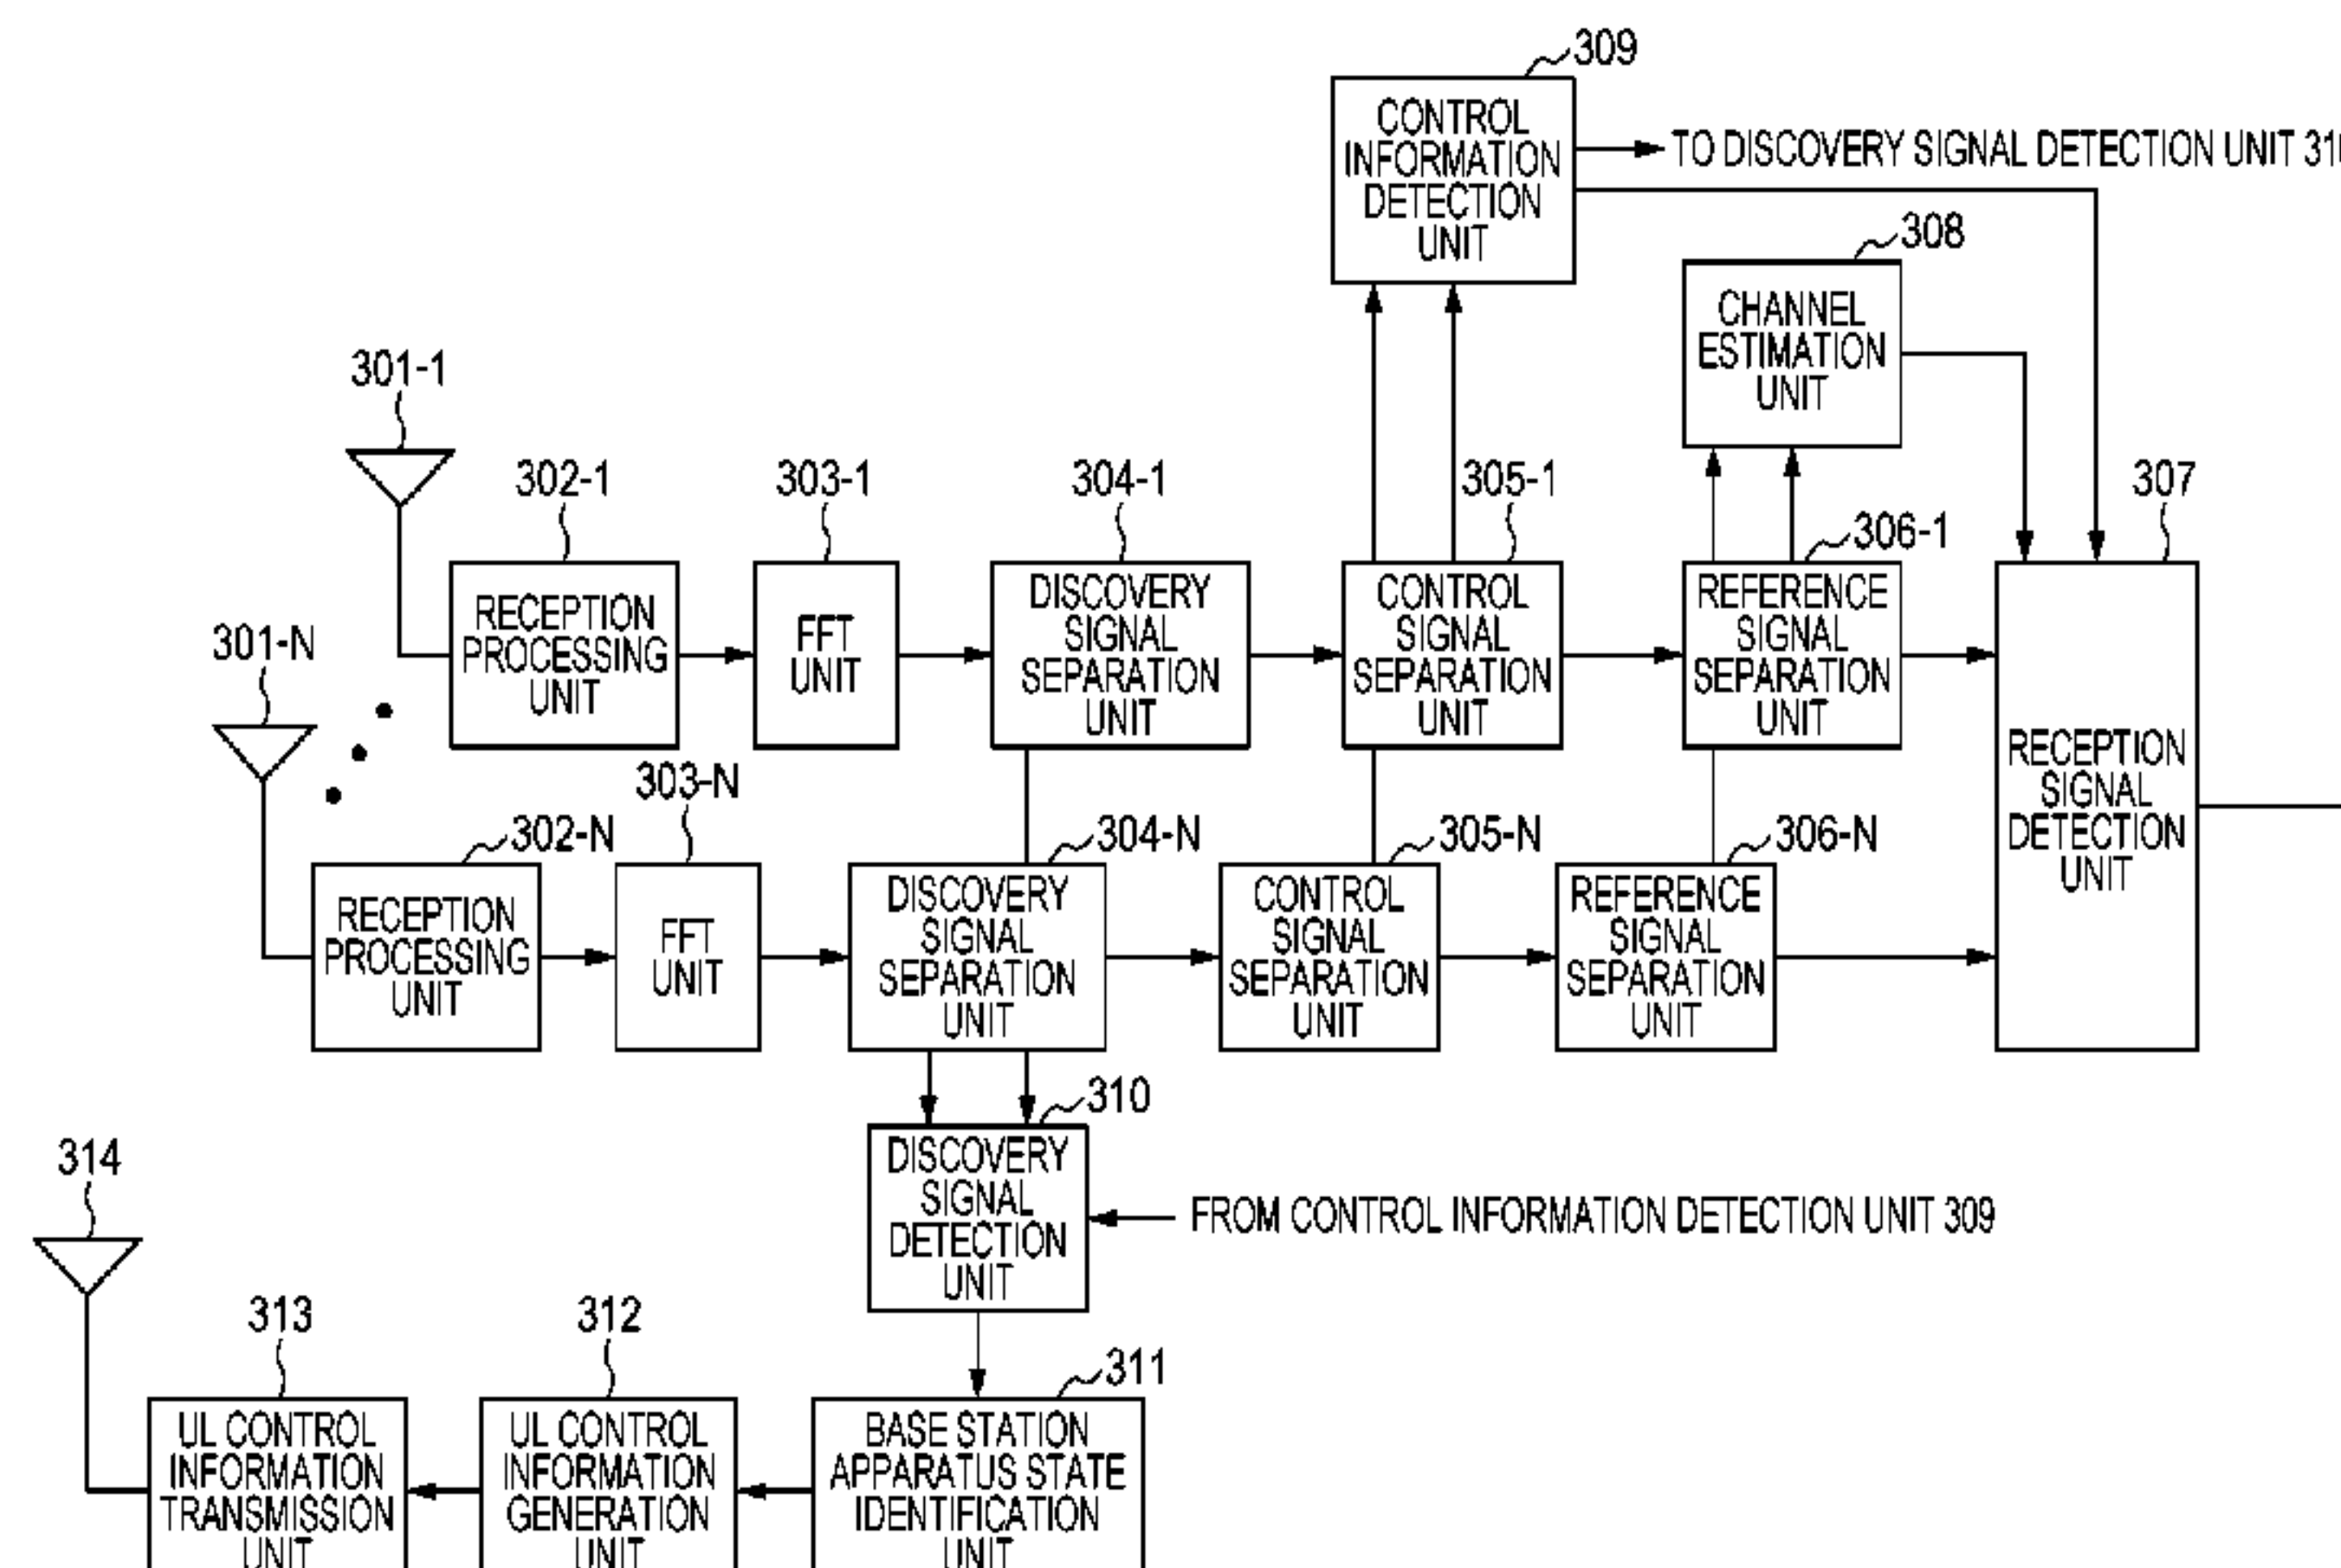 309
CONTROL
INFORMATION
DETECTION
UNIT
TO DISCOVERY SIGNAL DETECTION UNIT
308
CHANNEL
ESTIMATION
UNIT
301-1
302-1
303-1
304-1
305-1
306-1
307
RECEPTION
PROCESSING
UNIT
FFT
UNIT
DISCOVERY
SIGNAL
SEPARATION
UNIT
CONTROL
SIGNAL
SEPARATION
UNIT
REFERENCE
SIGNAL
SEPARATION
UNIT
RECEPTION
SIGNAL
DETECTION
UNIT
301-N
302-N
303-N
304-N
305-N
306-N
RECEPTION
PROCESSING
UNIT
FFT
UNIT
DISCOVERY
SIGNAL
SEPARATION
UNIT
CONTROL
SIGNAL
SEPARATION
UNIT
REFERENCE
SIGNAL
SEPARATION
UNIT
310
DISCOVERY
SIGNAL
DETECTION
UNIT
FROM CONTROL INFORMATION DETECTION UNIT 309
314
313
312
311
UL CONTROL
INFORMATION
TRANSMISSION
UNIT
UL CONTROL
INFORMATION
GENERATION
UNIT
BASE STATION
APPARATUS STATE
IDENTIFICATION
UNIT